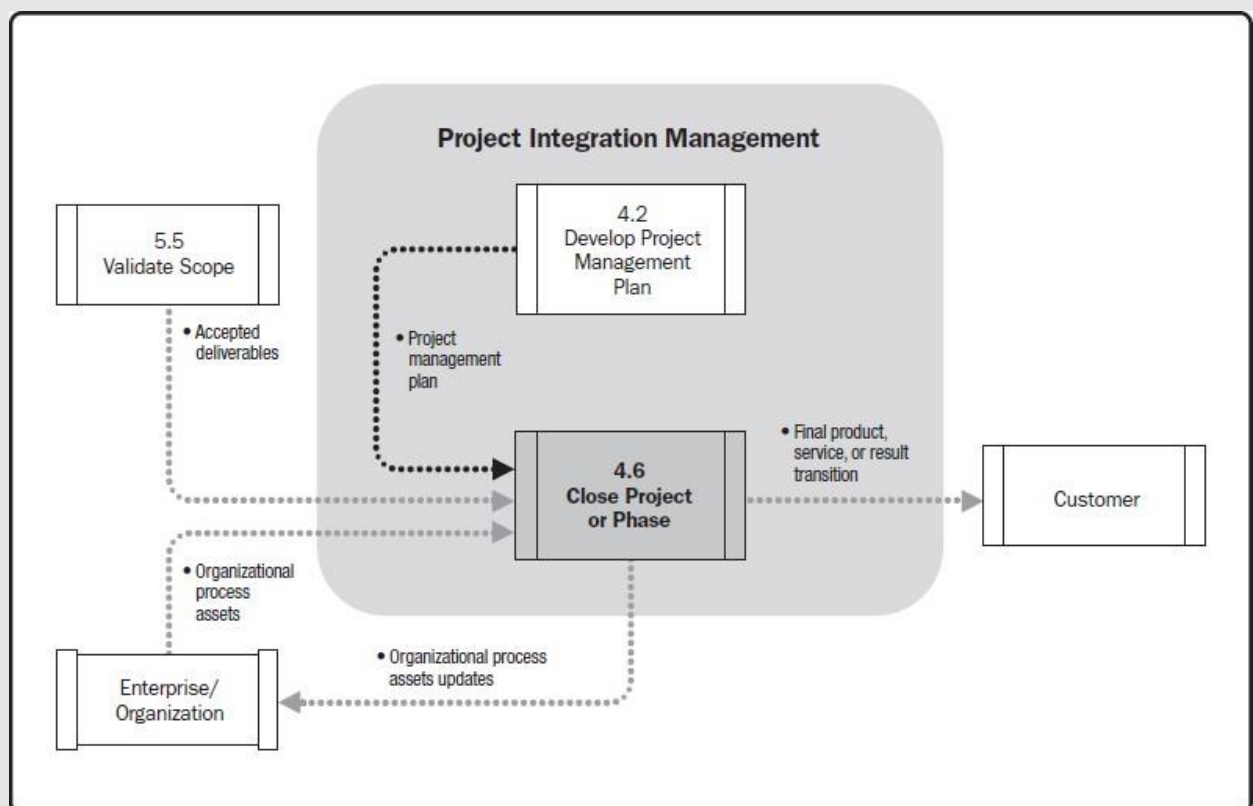 Project Integration Management
4.2
Develop Project
Management
Plan
5.5
Validate Scope
• Accepted
deliverables
• Project
management
plan
• Final product,
service, or result
transition
4.6
Close Project
or Phase
Customer
• Organizational
process
assets
• Organizational process
assets updates
Enterprise/
Organization